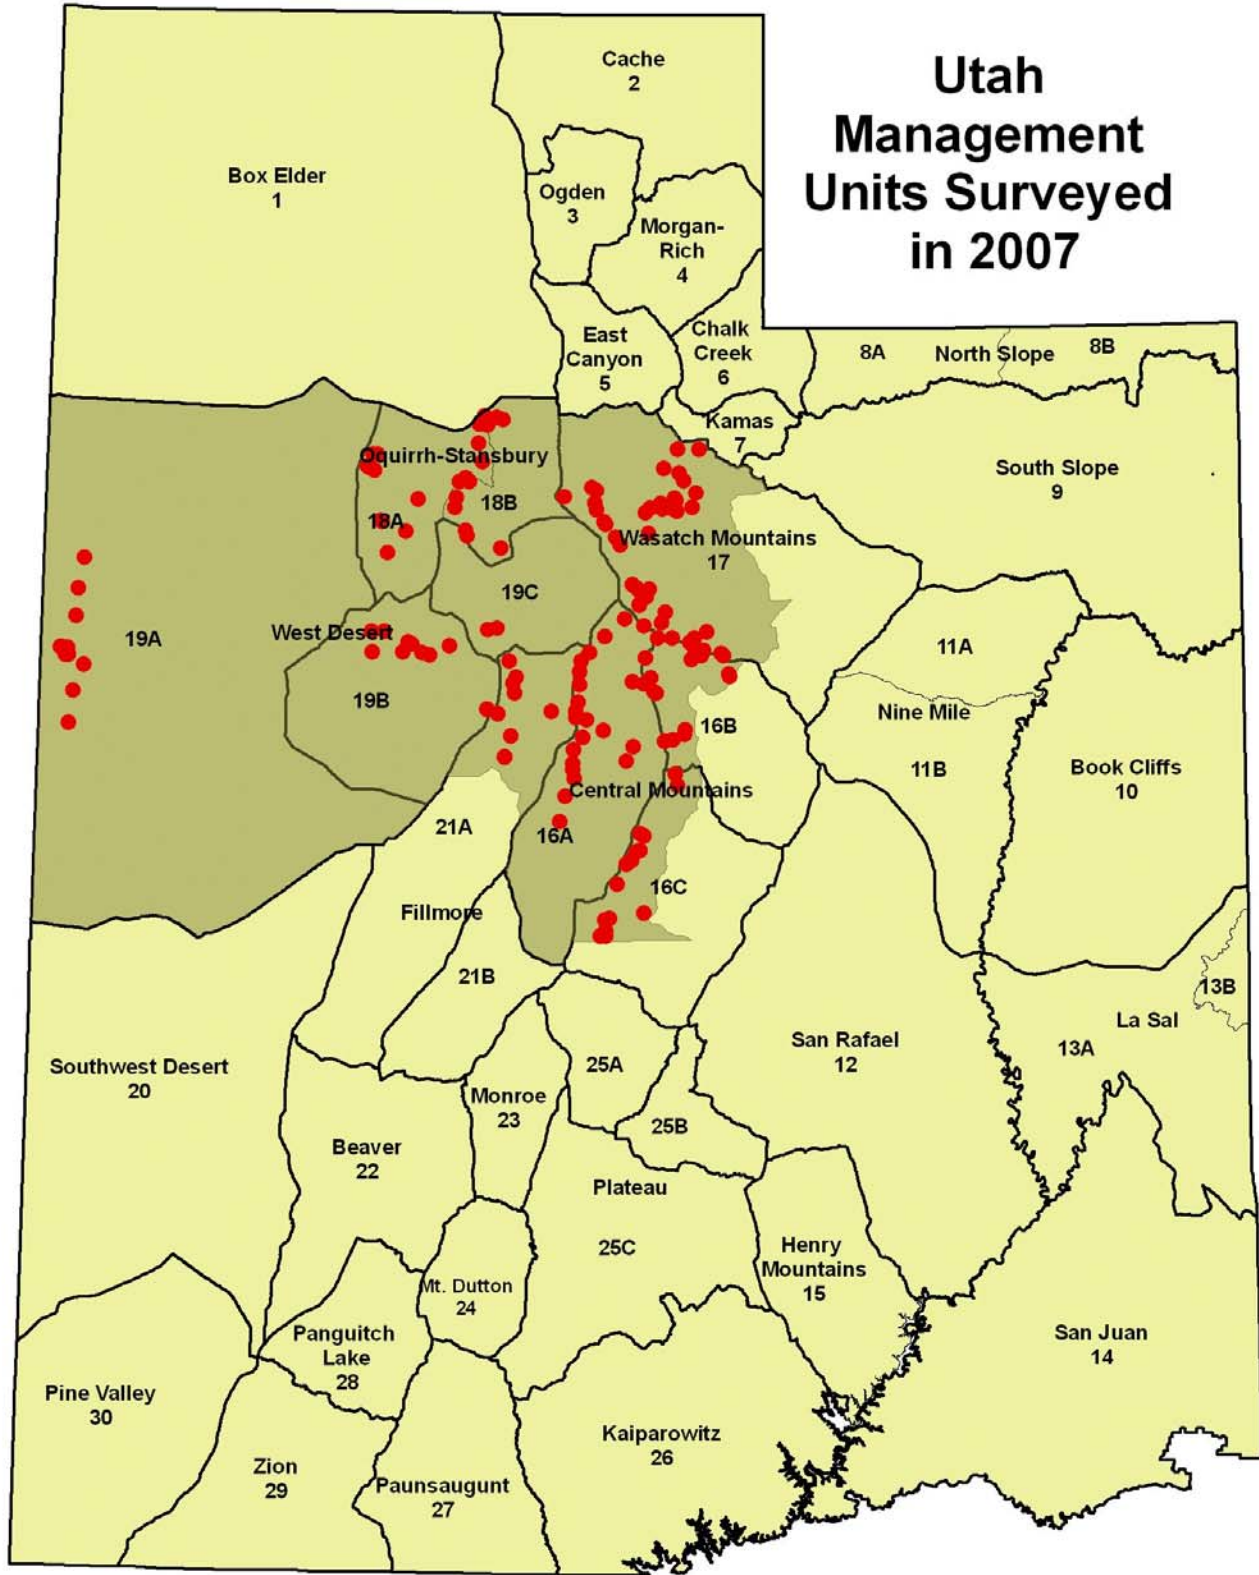 Utah
Management
Units Surveyed
in 2007
Cache
2
Box Elder
1
Ogden
3
Morgan-
Rich
4
East
Canyon
5
Chalk
Creek
6
8A
North Slope
8B
Kamas
7
South Slope
9
Oquirrh-Stansbury
18A
18B
Wasatch Mountains
17
19A
19C
West Desert
19B
11A
Nine Mile
11B
16B
Book Cliffs
10
Central Mountains
16A
16C
21A
Fillmore
21B
13B
La Sal
13A
Southwest Desert
20
San Rafael
12
25A
Monroe
23
25B
Beaver
22
Plateau
25C
Henry
Mountains
15
Mt. Dutton
24
Panguitch
Lake
28
San Juan
14
Pine Valley
30
Kaiparowitz
26
Zion
29
Paunsaugunt
27